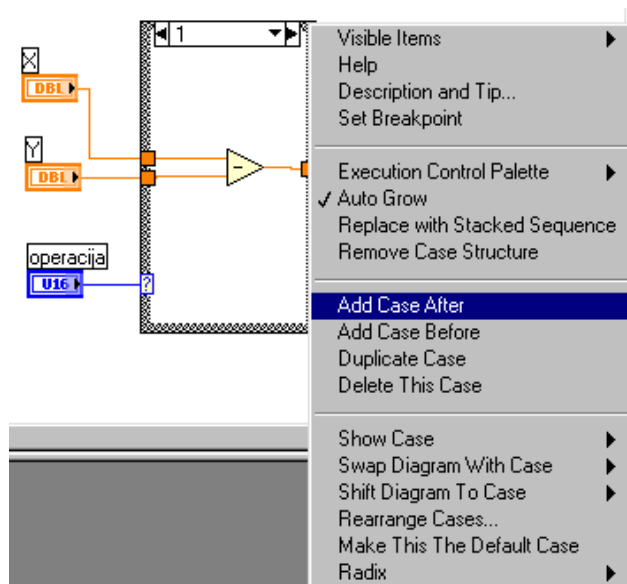 1
X
DBL
Y
DBL
-
operacija
U16
?
Visible Items
Help
Description and Tip...
Set Breakpoint
Execution Control Palette
✓ Auto Grow
Replace with Stacked Sequence
Remove Case Structure
Add Case After
Add Case Before
Duplicate Case
Delete This Case
Show Case
Swap Diagram With Case
Shift Diagram To Case
Rearrange Cases...
Make This The Default Case
Radix